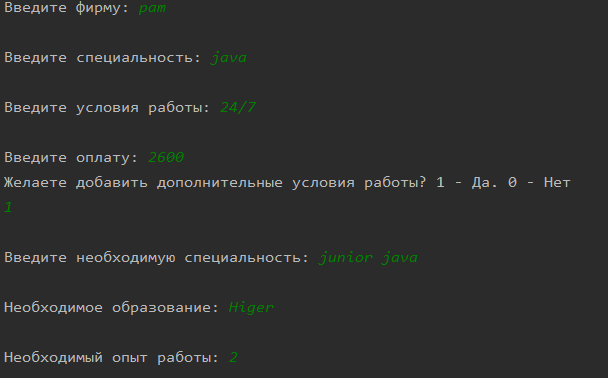 Введите фирму: pam
Введите специальность: java
Введите условия работы: 24/7
Введите оплату: 2600
Желаете добавить дополнительные условия работы? 1 - Да. 0 - Нет
1
Введите необходимую специальность: junior java
Необходимое образование: Higer
Необходимый опыт работы: 2